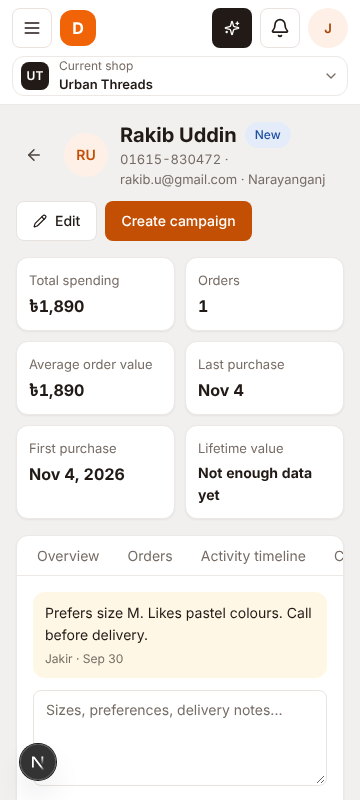 D
J
UT
Current shop
Urban Threads
RU
Rakib Uddin
New
01615-830472 ·
rakib.u@gmail.com · Narayanganj
Edit
Create campaign
Total spending
৳1,890
Orders
1
Average order value
৳1,890
Last purchase
Nov 4
First purchase
Nov 4, 2026
Lifetime value
Not enough data
yet
Overview Orders Activity timeline C
Prefers size M. Likes pastel colours. Call
before delivery.
Jakir · Sep 30
Sizes, preferences, delivery notes...
N